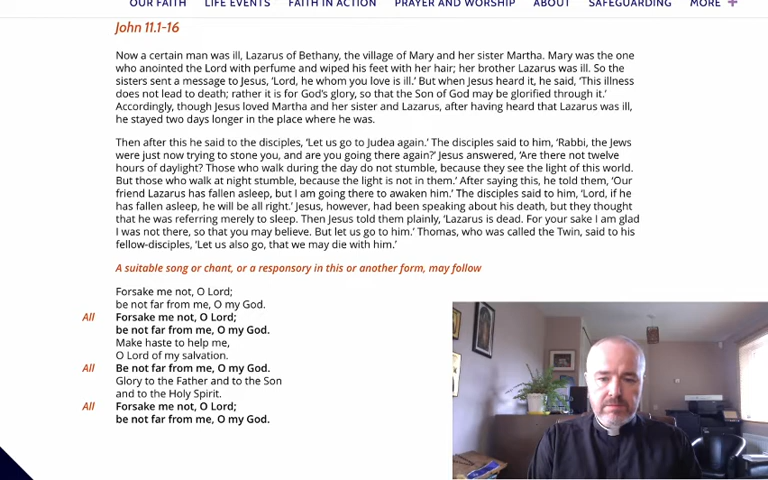 OUR FAITH LIFE EVENTS FAITH IN ACTION PRAYER AND WORSHIP ABOUT SAFEGUARDING MORE +
John 11.1-16
Now a certain man was ill, Lazarus of Bethany, the village of Mary and her sister Martha. Mary was the one
who anointed the Lord with perfume and wiped his feet with her hair; her brother Lazarus was ill. So the
sisters sent a message to Jesus, ‘Lord, he whom you love is ill.’ But when Jesus heard it, he said, ‘This illness
does not lead to death; rather it is for God’s glory, so that the Son of God may be glorified through it.’
Accordingly, though Jesus loved Martha and her sister and Lazarus, after having heard that Lazarus was ill,
he stayed two days longer in the place where he was.
Then after this he said to the disciples, ‘Let us go to Judea again.’ The disciples said to him, ‘Rabbi, the Jews
were just now trying to stone you, and are you going there again?’ Jesus answered, ‘Are there not twelve
hours of daylight? Those who walk during the day do not stumble, because they see the light of this world.
But those who walk at night stumble, because the light is not in them.’ After saying this, he told them, ‘Our
friend Lazarus has fallen asleep, but I am going there to awaken him.’ The disciples said to him, ‘Lord, if he
has fallen asleep, he will be all right.’ Jesus, however, had been speaking about his death, but they thought
that he was referring merely to sleep. Then Jesus told them plainly, ‘Lazarus is dead. For your sake I am glad
I was not there, so that you may believe. But let us go to him.’ Thomas, who was called the Twin, said to his
fellow-disciples, ‘Let us also go, that we may die with him.’
A suitable song or chant, or a responsory in this or another form, may follow
Forsake me not, O Lord;
be not far from me, O my God.
All Forsake me not, O Lord;
be not far from me, O my God.
Make haste to help me,
O Lord of my salvation.
All Be not far from me, O my God.
Glory to the Father and to the Son
and to the Holy Spirit.
All Forsake me not, O Lord;
be not far from me, O my God.